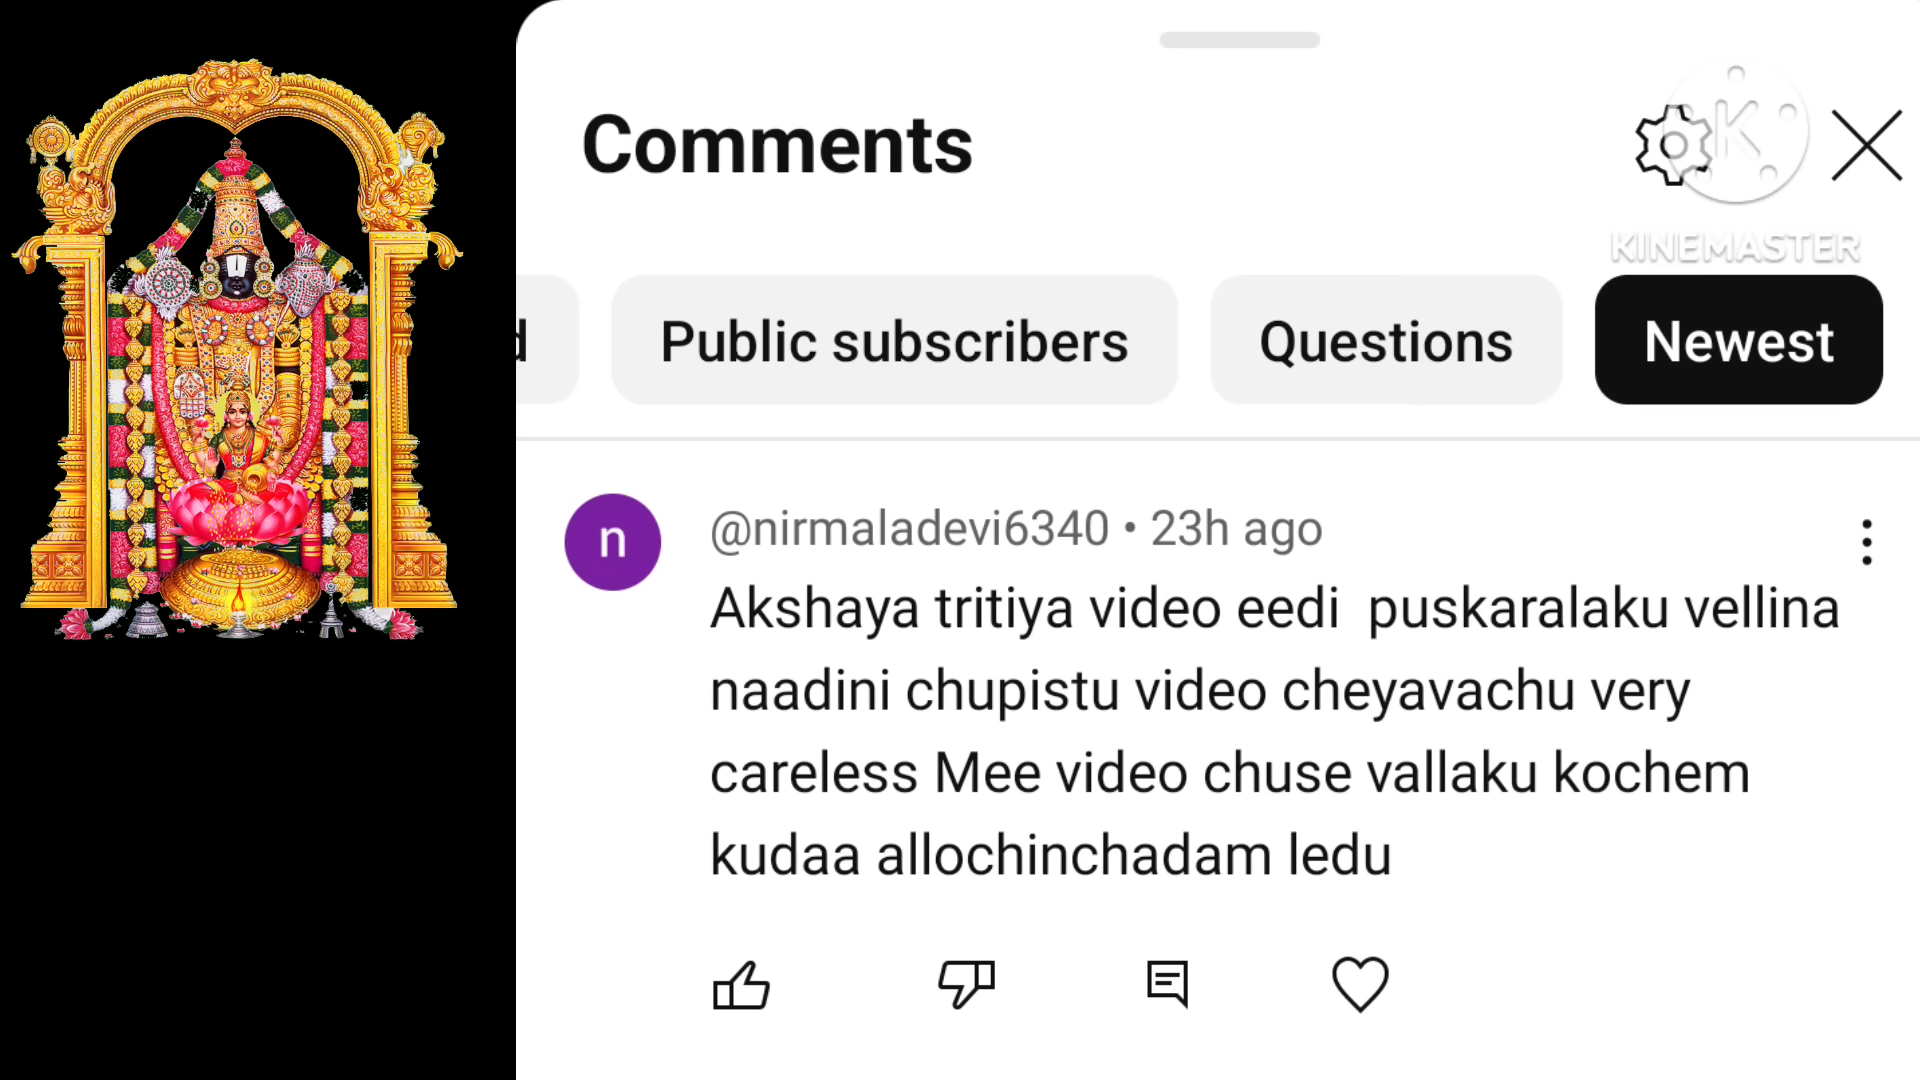 Comments
K
KINEMASTER
d
Public subscribers
Questions
Newest
n
@nirmaladevi6340 • 23h ago
Akshaya tritiya video eedi  puskaralaku vellina
naadini chupistu video cheyavachu very
careless Mee video chuse vallaku kochem
kudaa allochinchadam ledu